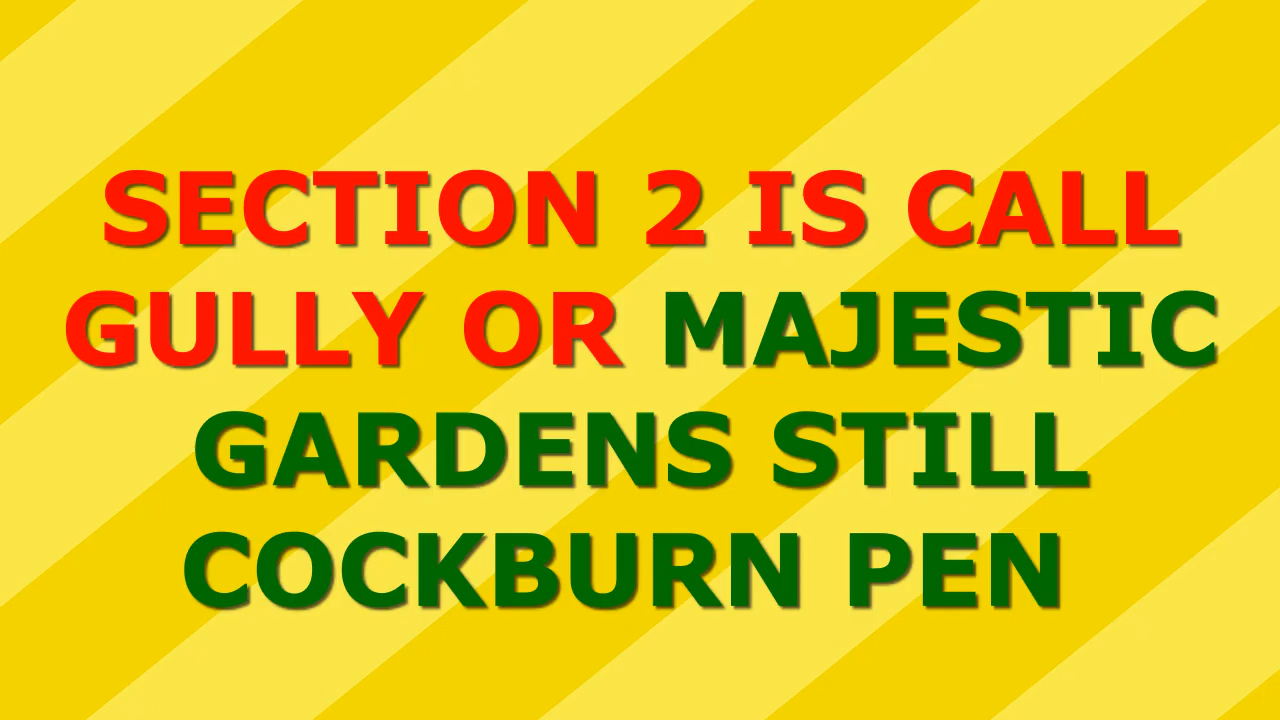 SECTION 2 IS CALL
GULLY OR MAJESTIC
GARDENS STILL
COCKBURN PEN